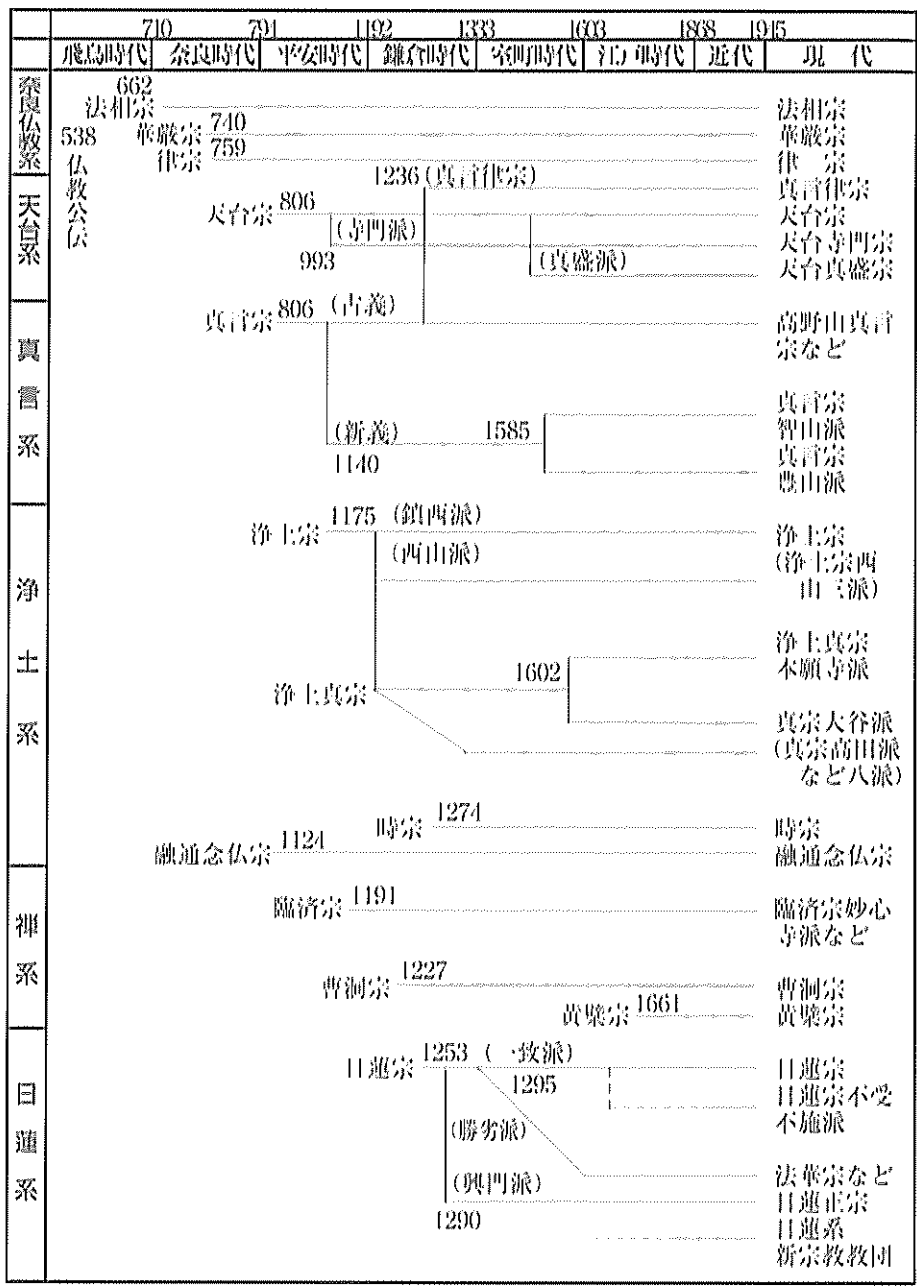 710 791 1192 1333 1603 1868 1945
飛鳥時代 奈良時代 平安時代 鎌倉時代 室町時代 江戸時代 近代 現 代
奈良仏教系
662
法相宗 法相宗
538 華厳宗 740 華厳宗
仏教公伝
律宗 759 律 宗
1236 (真言律宗) 真言律宗
天台系
天台宗 806 天台宗
(寺門派) 天台寺門宗
993 (真盛派) 天台真盛宗
真言系
真言宗 806 (古義) 高野山真言
宗など
真言宗
(新義) 1585 智山派
1140 真言宗
豊山派
浄土系
浄土宗 1175 (鎮西派) 浄土宗
(西山派) (浄土宗西
山三派)
浄土真宗
1602 本願寺派
浄土真宗
真宗大谷派
(真宗高田派
など八派)
時宗 1274 時宗
融通念仏宗 1124 融通念仏宗
禅系
臨済宗 1191 臨済宗妙心
寺派など
曹洞宗 1227 曹洞宗
黄檗宗 1661 黄檗宗
日蓮系
日蓮宗 1253 (一致派) 日蓮宗
1295 日蓮宗不受
不施派
(勝劣派)
法華宗など
(興門派) 日蓮正宗
1290 日蓮系
新宗教教団